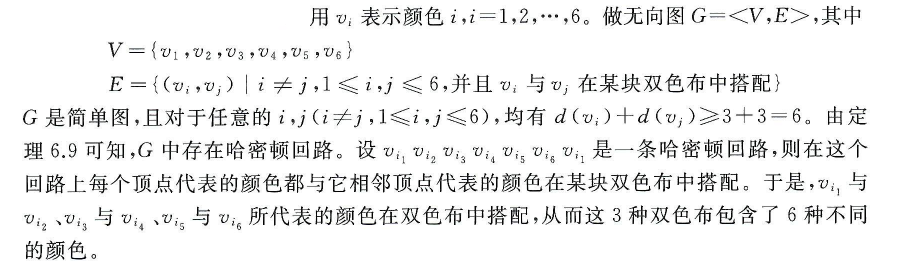 用 v_i 表示颜色 i,i=1,2,…,6。做无向图 G=<V,E>,其中
V={v_1,v_2,v_3,v_4,v_5,v_6}
E={(v_i,v_j)|i≠j,1≤i,j≤6,并且 v_i 与 v_j 在某块双色布中搭配}
G 是简单图,且对于任意的 i,j(i≠j,1≤i,j≤6),均有 d(v_i)+d(v_j)≥3+3=6。由定
理 6.9 可知,G 中存在哈密顿回路。设 v_{i_1} v_{i_2} v_{i_3} v_{i_4} v_{i_5} v_{i_6} v_{i_1} 是一条哈密顿回路,则在这个
回路上每个顶点代表的颜色都与它相邻顶点代表的颜色在某块双色布中搭配。于是,v_{i_1} 与
v_{i_2}、v_{i_3} 与 v_{i_4}、v_{i_5} 与 v_{i_6} 所代表的颜色在双色布中搭配,从而这 3 种双色布包含了 6 种不同
的颜色。